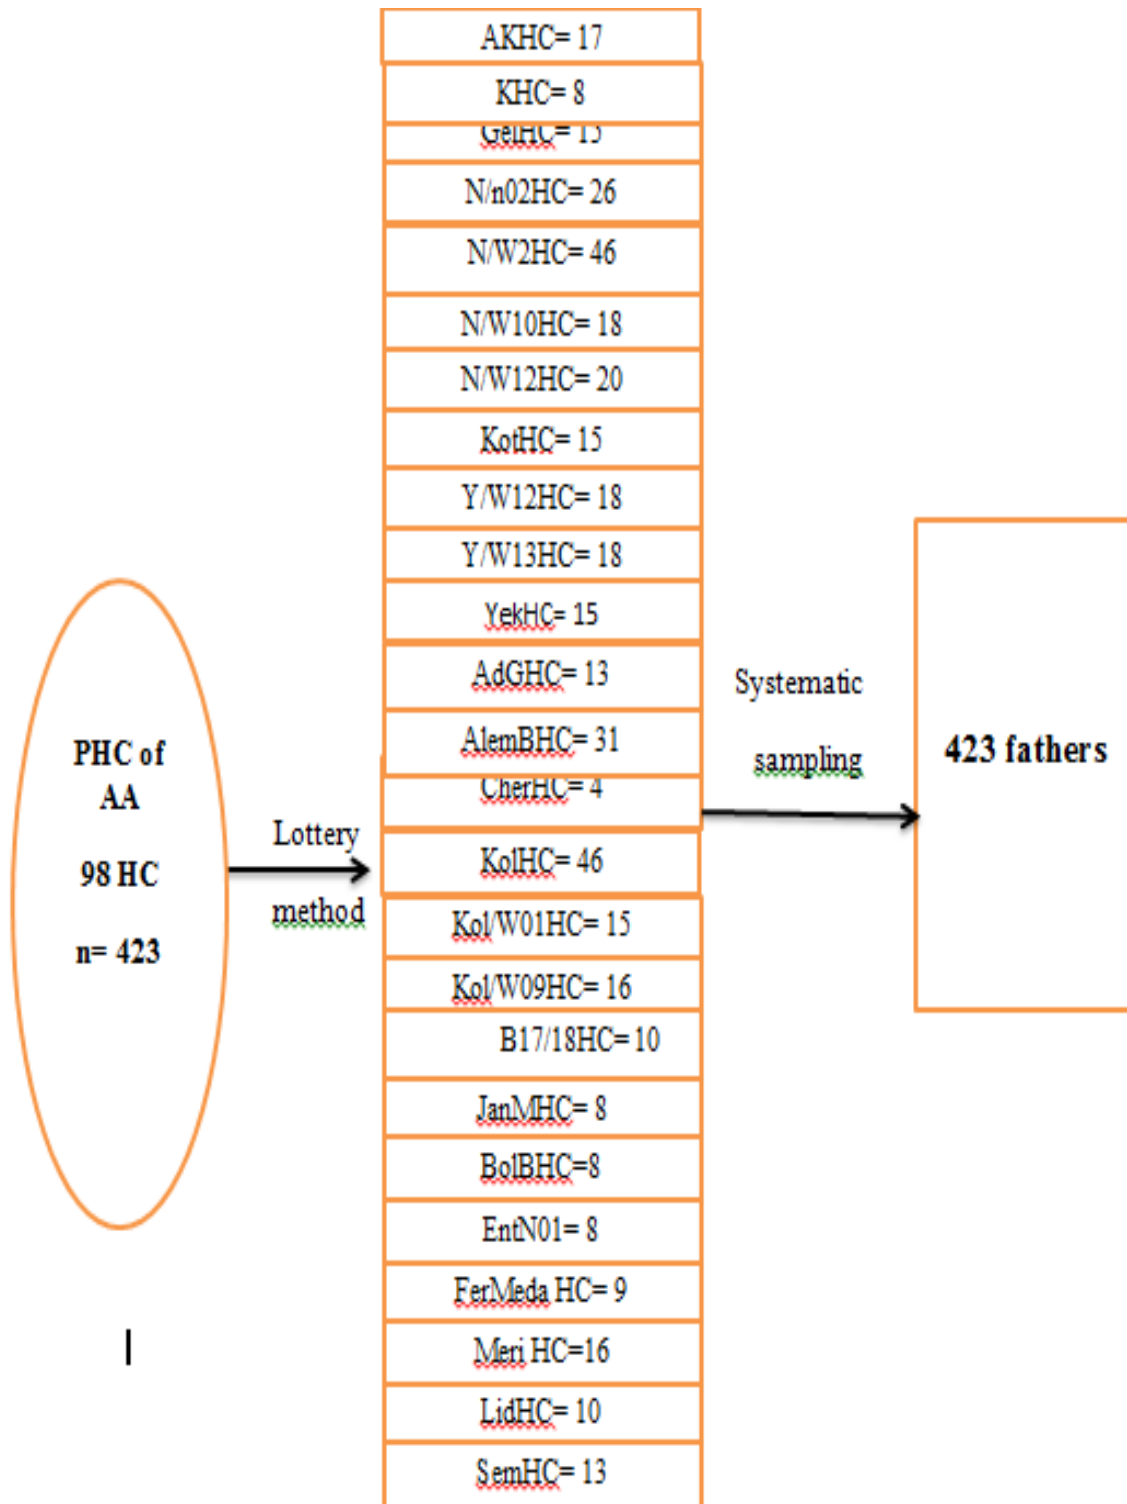 PHC of
AA
98 HC
n= 423
Lottery
method
AKHC= 17
KHC= 8
GelHC= 15
N/n02HC= 26
N/W2HC= 46
N/W10HC= 18
N/W12HC= 20
KotHC= 15
Y/W12HC= 18
Y/W13HC= 18
YekHC= 15
AdGHC= 13
AlemBHC= 31
CherHC= 4
KolHC= 46
Kol/W01HC= 15
Kol/W09HC= 16
B17/18HC= 10
JanMHC= 8
BolBHC=8
EntN01= 8
FerMeda HC= 9
Meri HC=16
LidHC= 10
SemHC= 13
Systematic
sampling
423 fathers